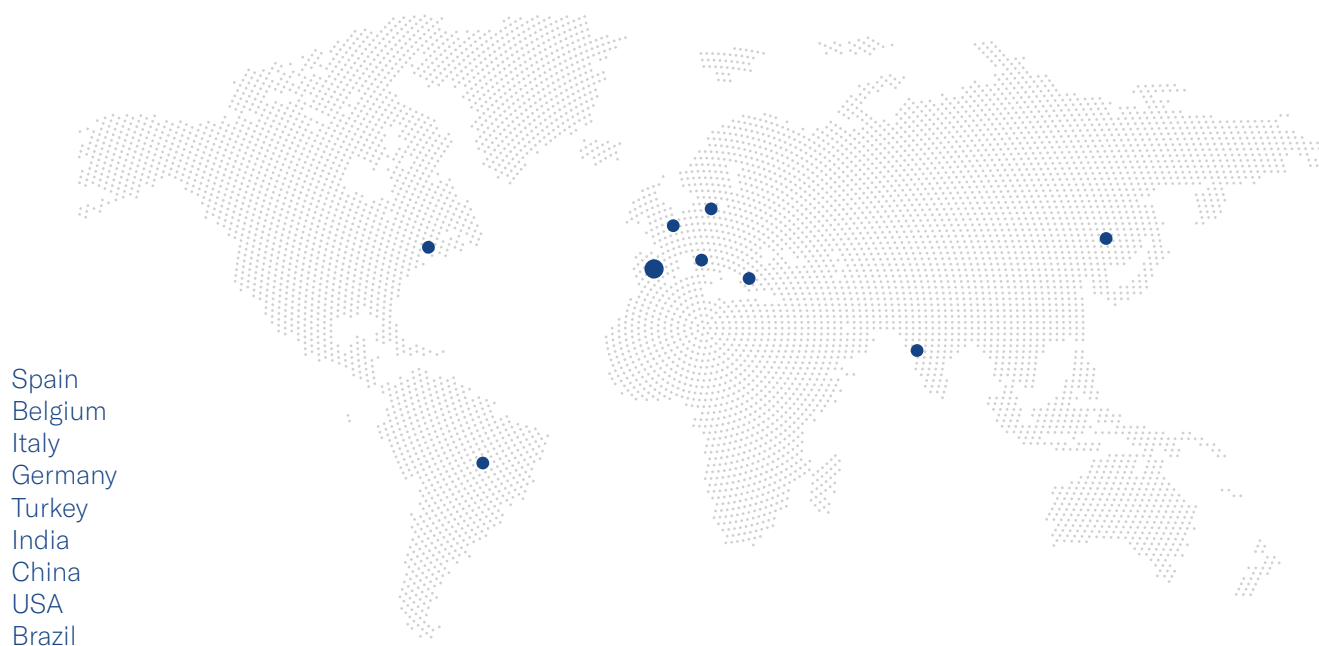 Spain
Belgium
Italy
Germany
Turkey
India
China
USA
Brazil